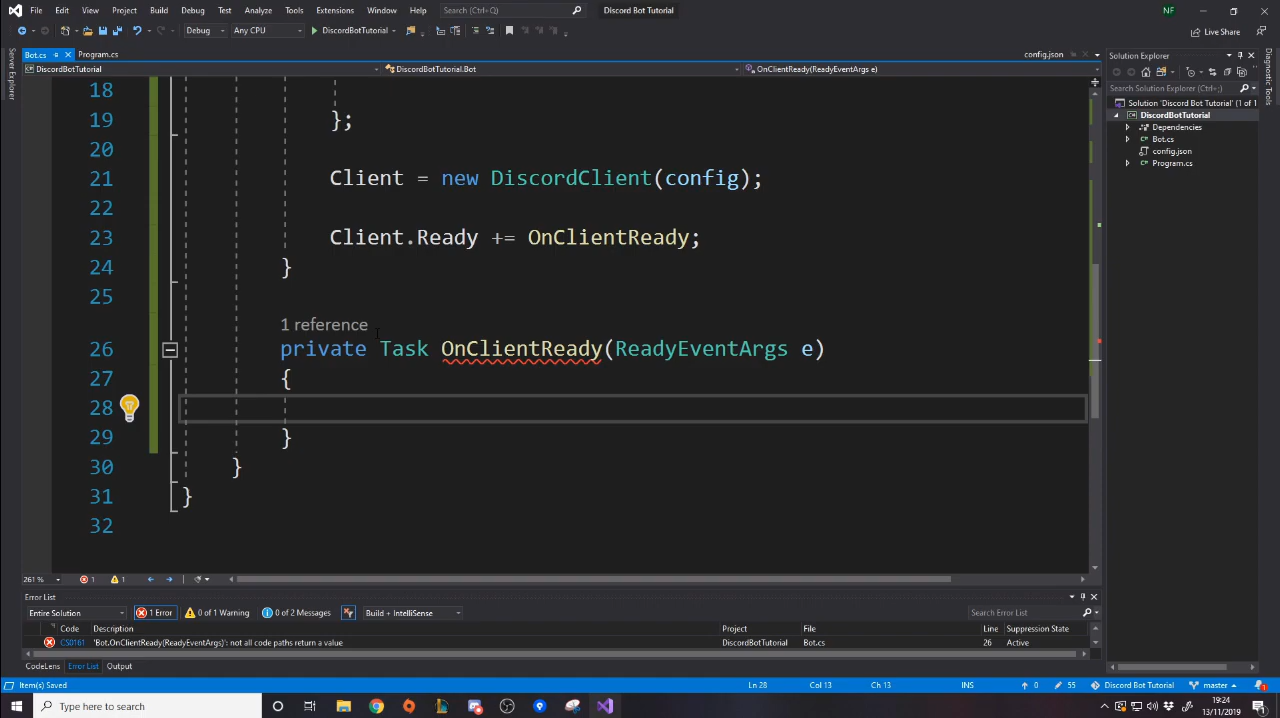 File Edit View Project Build Debug Test Analyze Tools Extensions Window Help Search (Ctrl+Q) Discord Bot Tutorial NF
Debug Any CPU DiscordBotTutorial Live Share
Bot.cs Program.cs config.json
DiscordBotTutorial DiscordBotTutorial.Bot OnClientReady(ReadyEventArgs e)
Server Explorer
Diagnostic Tools
Solution Explorer
Search Solution Explorer (Ctrl+;)
Solution 'Discord Bot Tutorial' (1 of 1
DiscordBotTutorial
Dependencies
Bot.cs
config.json
Program.cs
18
19 };
20
21 Client = new DiscordClient(config);
22
23 Client.Ready += OnClientReady;
24 }
25
1 reference
26 private Task OnClientReady(ReadyEventArgs e)
27 {
28
29 }
30 }
31 }
32
261 % 1 1
Error List
Entire Solution 1 Error 0 of 1 Warning 0 of 2 Messages Build + IntelliSense Search Error List
Code Description Project File Line Suppression State
CS0161 'Bot.OnClientReady(ReadyEventArgs)': not all code paths return a value DiscordBotTutorial Bot.cs 26 Active
CodeLens Error List Output
Item(s) Saved Ln 28 Col 13 Ch 13 INS 0 55 Discord Bot Tutorial master 1
Type here to search 19:24
13/11/2019 1